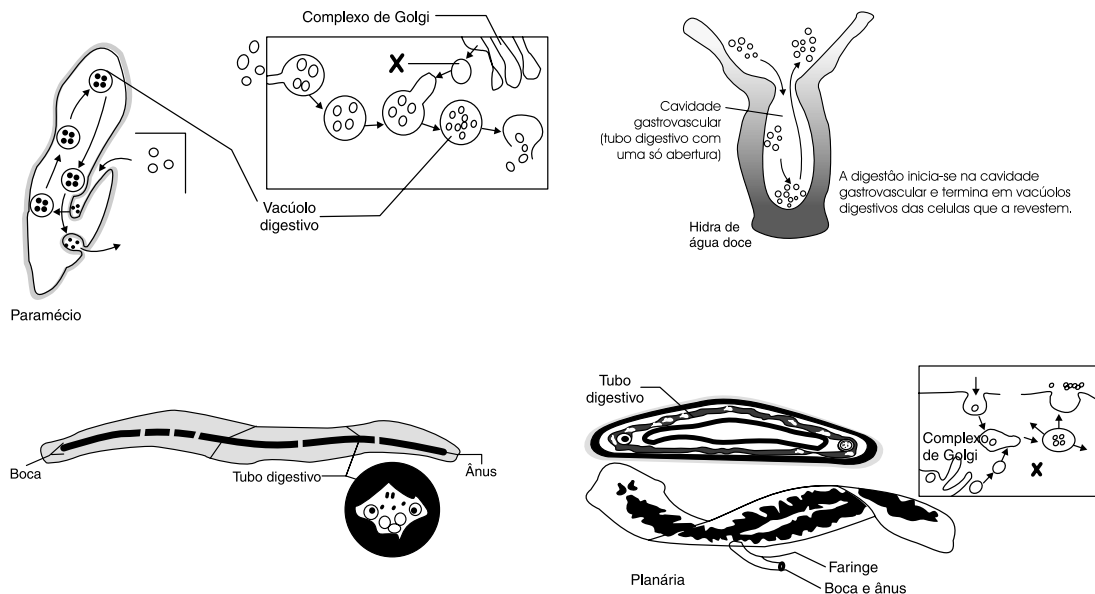 Complexo de Golgi
X
Vacúolo
digestivo
Paramécio
Cavidade
gastrovascular
(tubo digestivo com
uma só abertura)
A digestão inicia-se na cavidade
gastrovascular e termina em vacúolos
digestivos das celulas que a revestem.
Hidra de
água doce
Boca
Tubo digestivo
Ânus
Tubo
digestivo
Complexo
de Golgi
X
Planária
Faringe
Boca e ânus